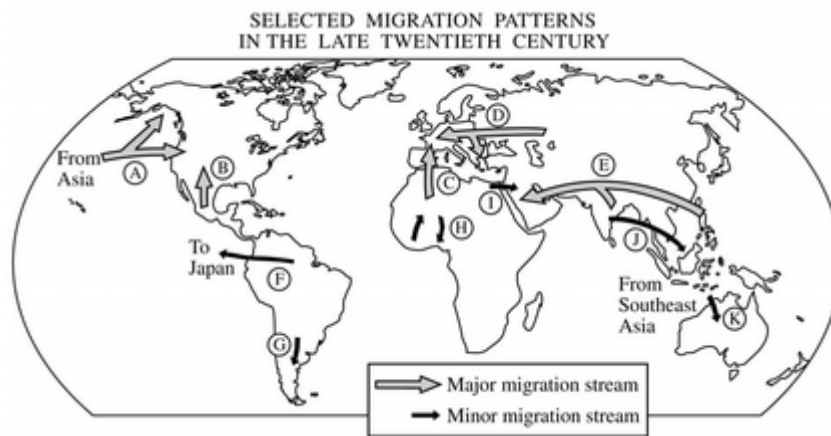 SELECTED MIGRATION PATTERNS
IN THE LATE TWENTIETH CENTURY
D
From
Asia
A
B
C
E
I
H
J
To
Japan
F
From
Southeast
Asia
K
G
Major migration stream
Minor migration stream